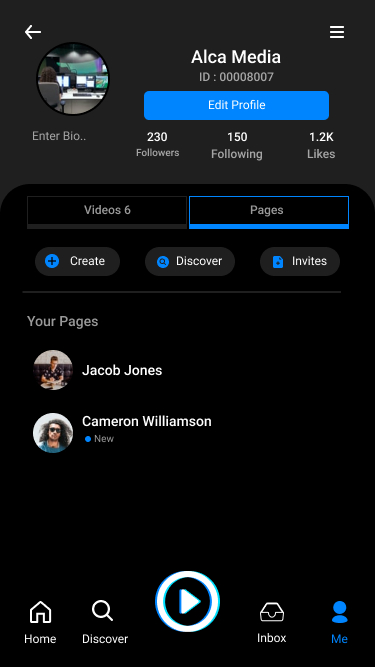 Alca Media
ID : 00008007
Edit Profile
Enter Bio..
230
Followers
150
Following
1.2K
Likes
Videos 6
Pages
Create
Discover
Invites
Your Pages
Jacob Jones
Cameron Williamson
New
Home
Discover
Inbox
Me